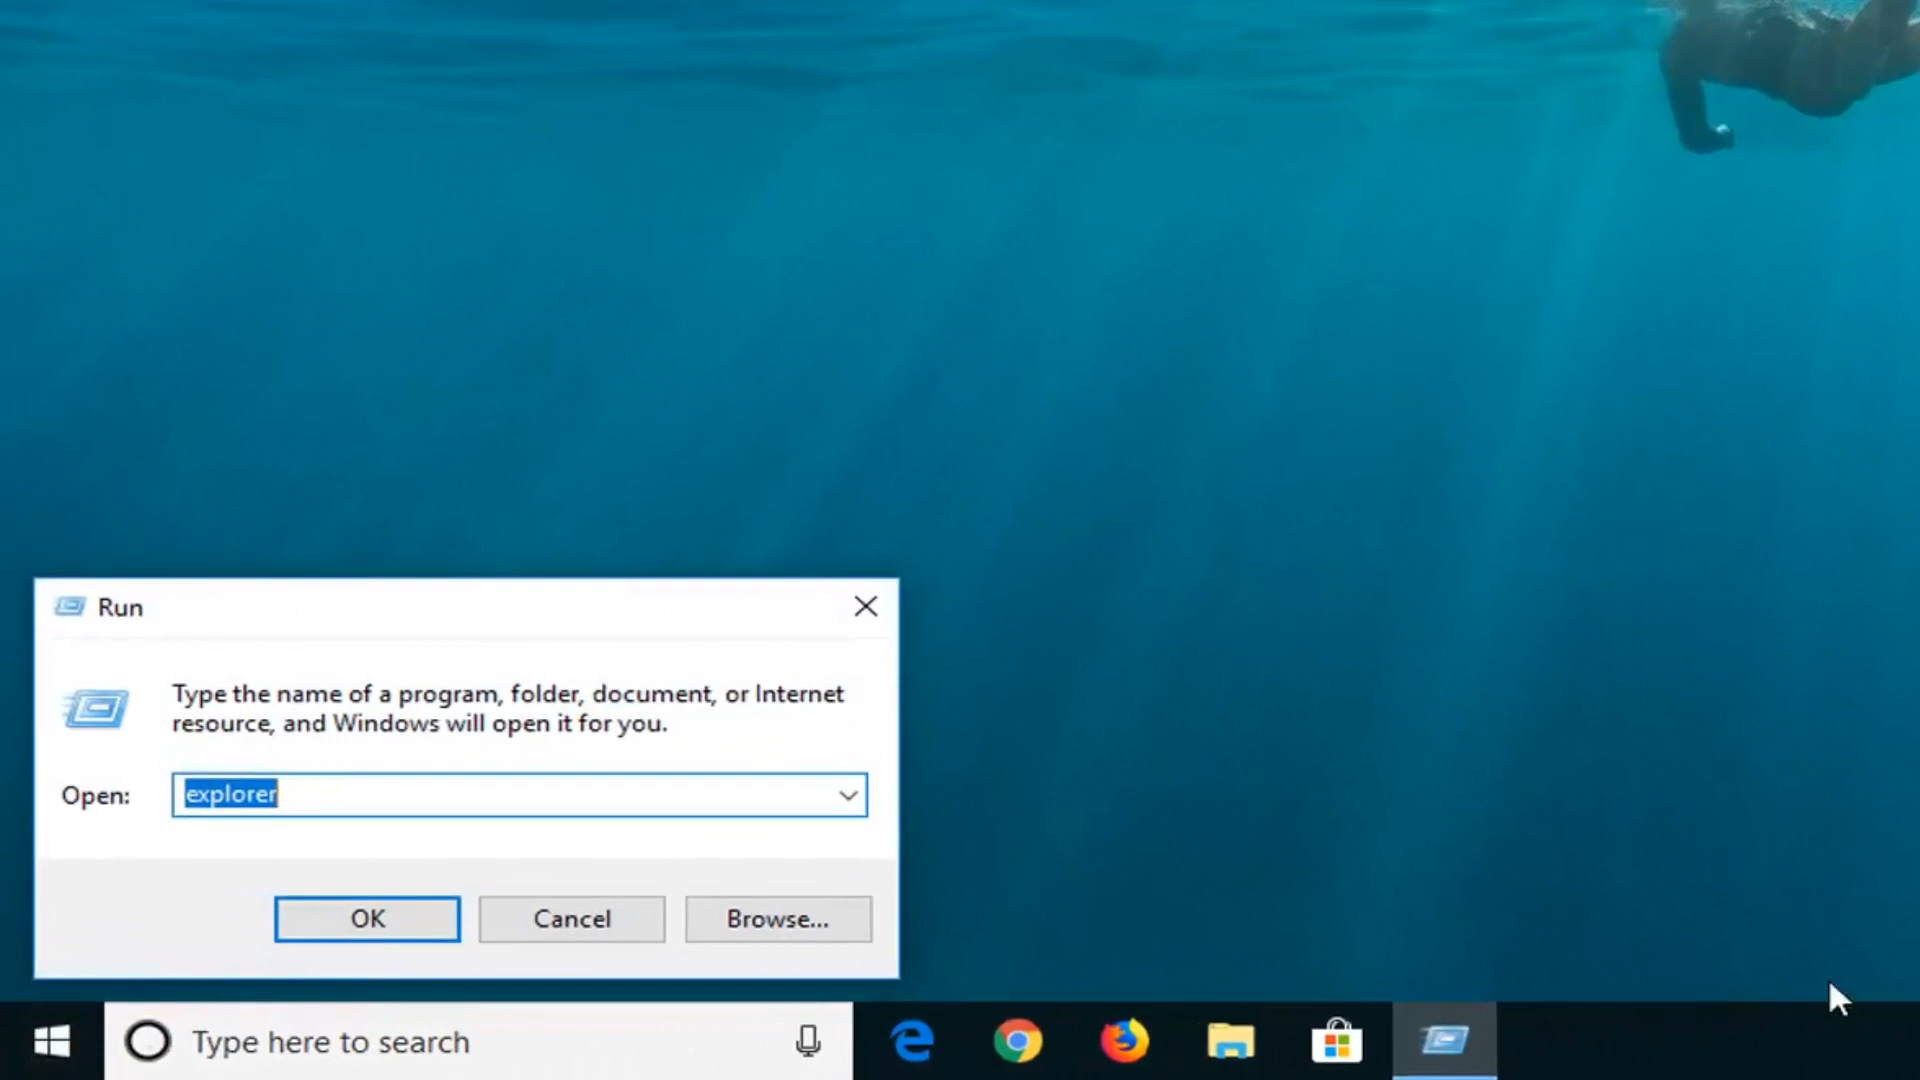 Run
Type the name of a program, folder, document, or Internet
resource, and Windows will open it for you.
Open:
explorer
OK
Cancel
Browse...
Type here to search